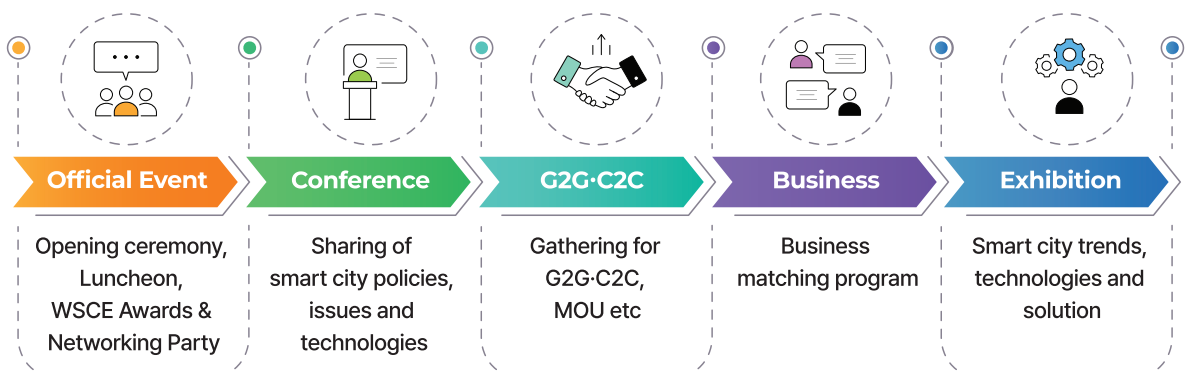 Official Event
Conference
G2G·C2C
Business
Exhibition
Opening ceremony,
Luncheon,
WSCE Awards &
Networking Party
Sharing of
smart city policies,
issues and
technologies
Gathering for
G2G·C2C,
MOU etc
Business
matching program
Smart city trends,
technologies and
solution